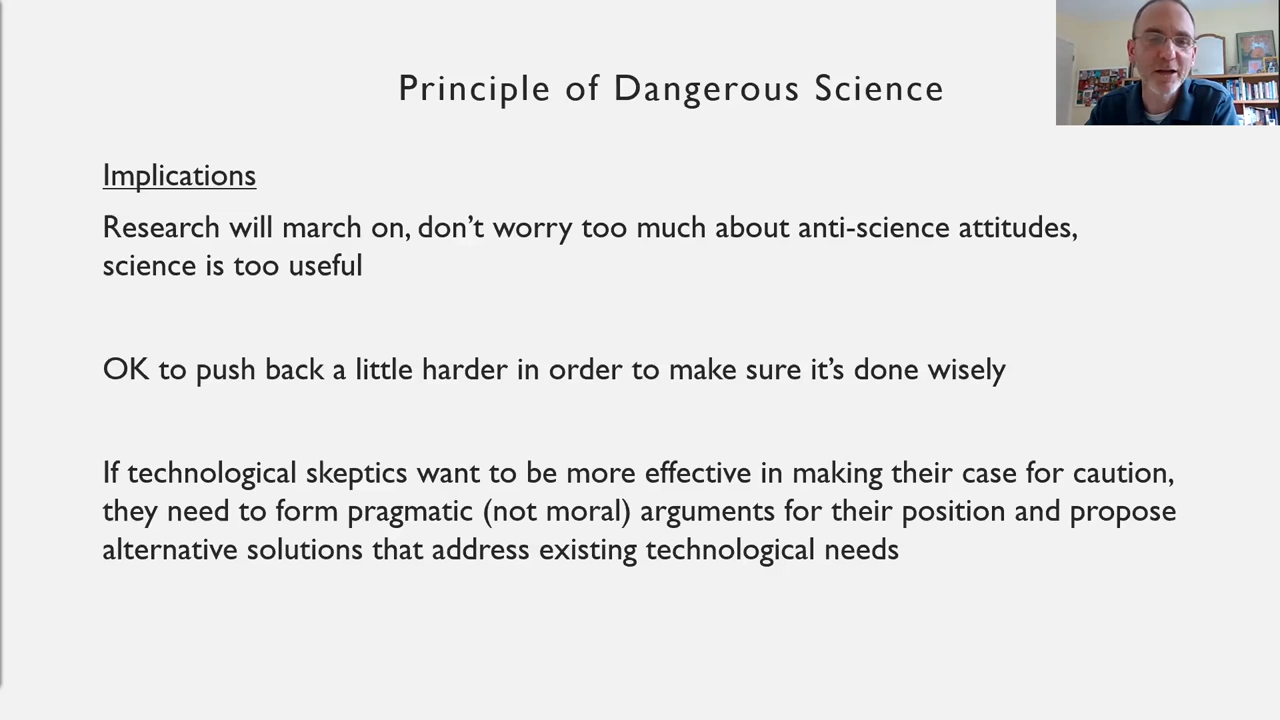 Principle of Dangerous Science
Implications
Research will march on, don’t worry too much about anti-science attitudes,
science is too useful
OK to push back a little harder in order to make sure it’s done wisely
If technological skeptics want to be more effective in making their case for caution,
they need to form pragmatic (not moral) arguments for their position and propose
alternative solutions that address existing technological needs